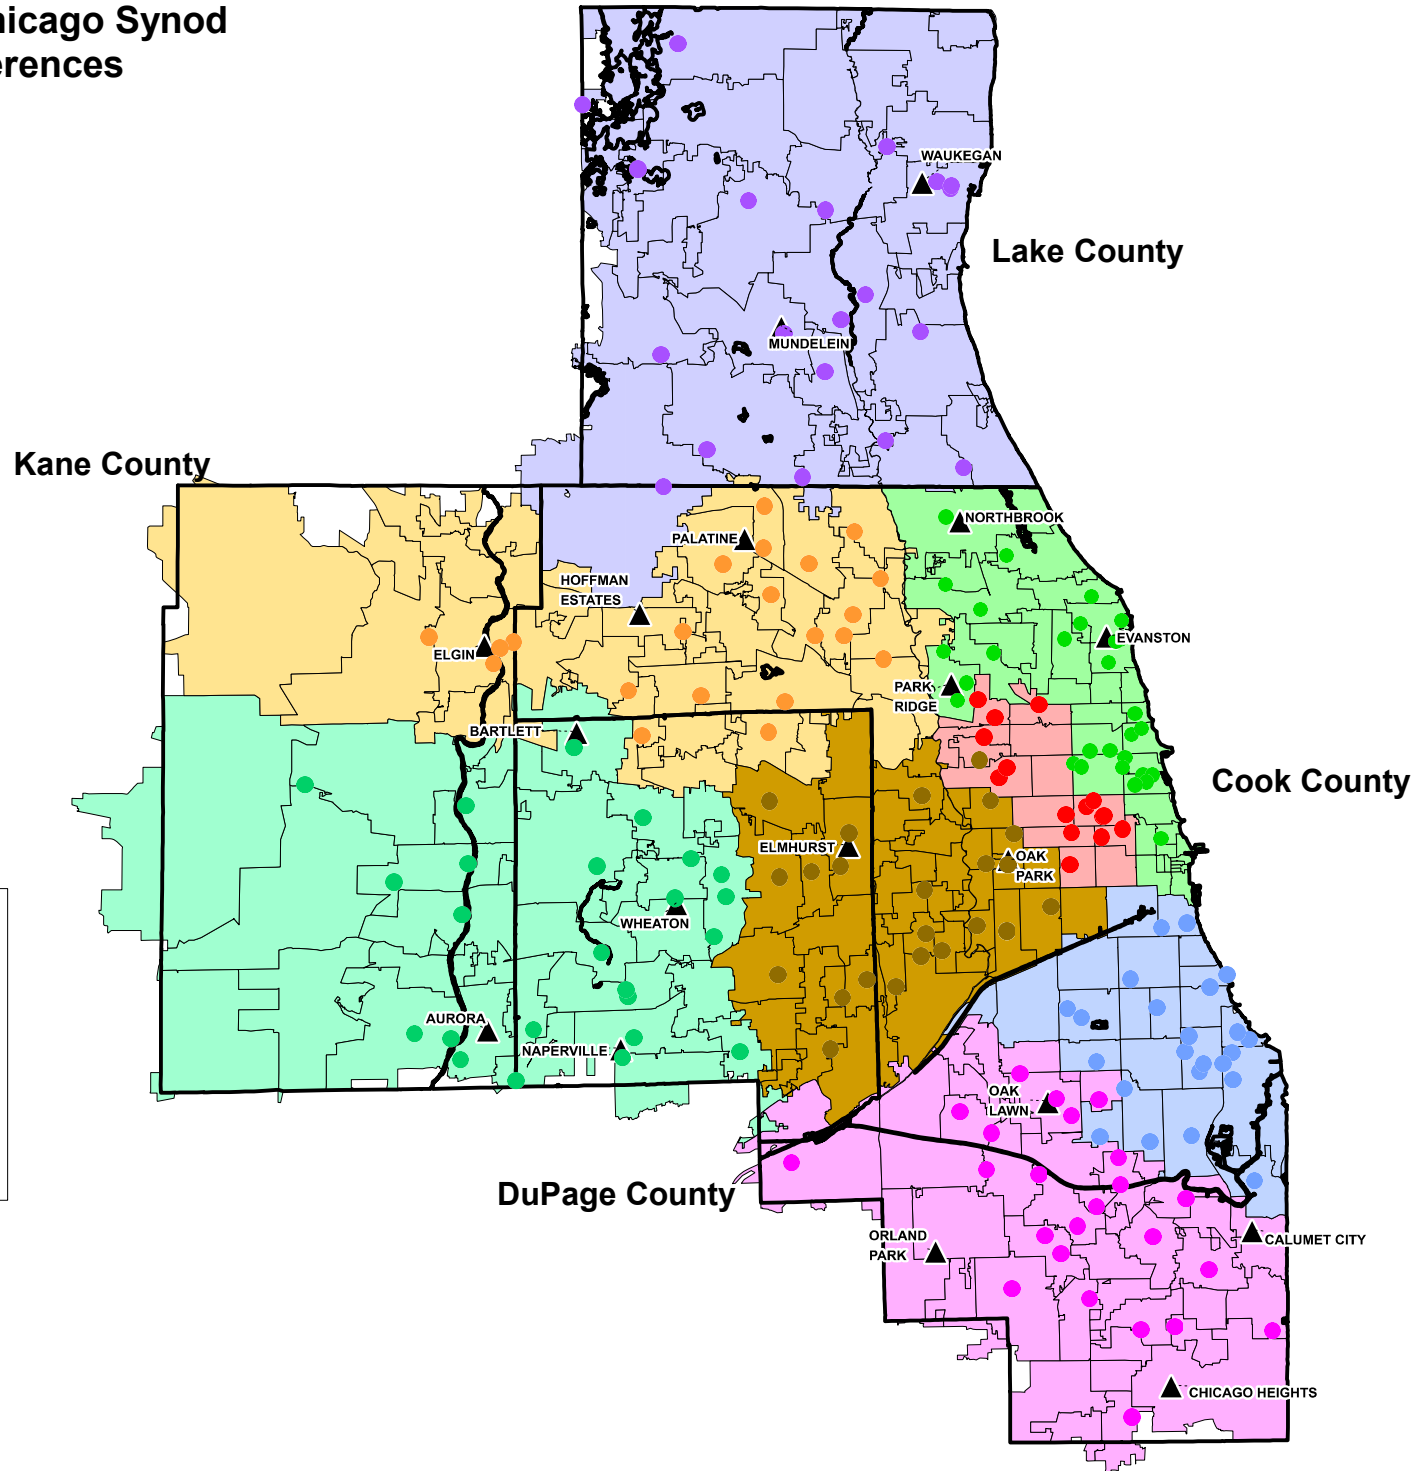 hicago Synod
erences
WAUKEGAN
Lake County
MUNDELEIN
Kane County
NORTHBROOK
PALATINE
HOFFMAN
ESTATES
EVANSTON
ELGIN
PARK
RIDGE
BARTLETT
Cook County
ELMHURST
OAK
PARK
WHEATON
AURORA
NAPERVILLE
OAK
LAWN
DuPage County
ORLAND
PARK
CALUMET CITY
CHICAGO HEIGHTS